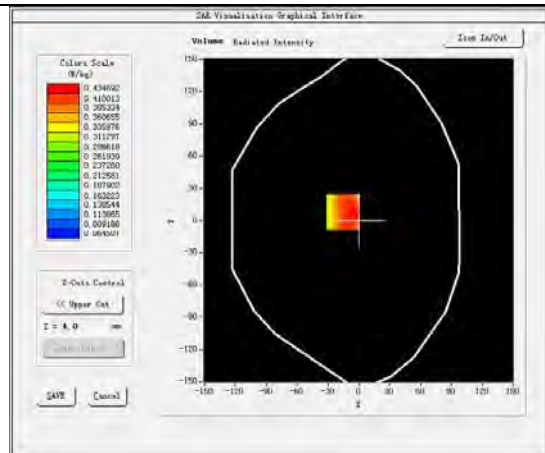 SAR Visualisation Graphical Interface
Volume Radiated Intensity
Zoom In/Out
Colors Scale
(W/kg)
0.434692
0.410013
0.385334
0.360655
0.335976
0.311297
0.286618
0.261939
0.237260
0.212581
0.187902
0.163223
0.138544
0.113865
0.089186
0.064507
150
120
90
60
30
0
-30
-60
-90
-120
-150
Y
-150 -120 -90 -60 -30 0 30 60 90 120 150
X
Z-Cuts Control
<< Upper Cut
Z = 4.0 mm
SAVE
Cancel